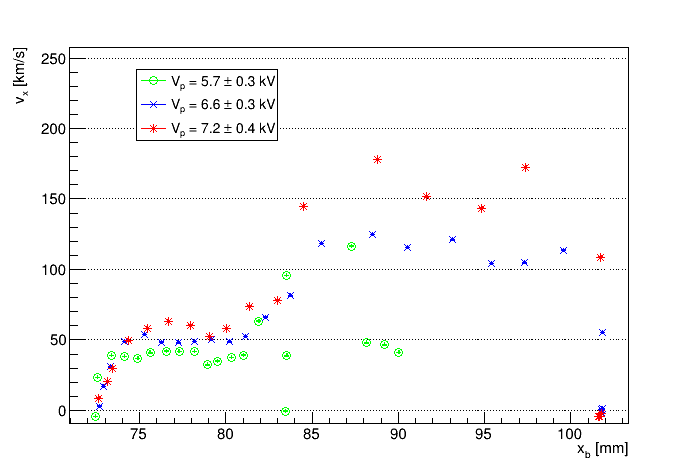 v_x [km/s]
250
200
150
100
50
0
V_p = 5.7 ± 0.3 kV
V_p = 6.6 ± 0.3 kV
V_p = 7.2 ± 0.4 kV
75 80 85 90 95 100
x_b [mm]